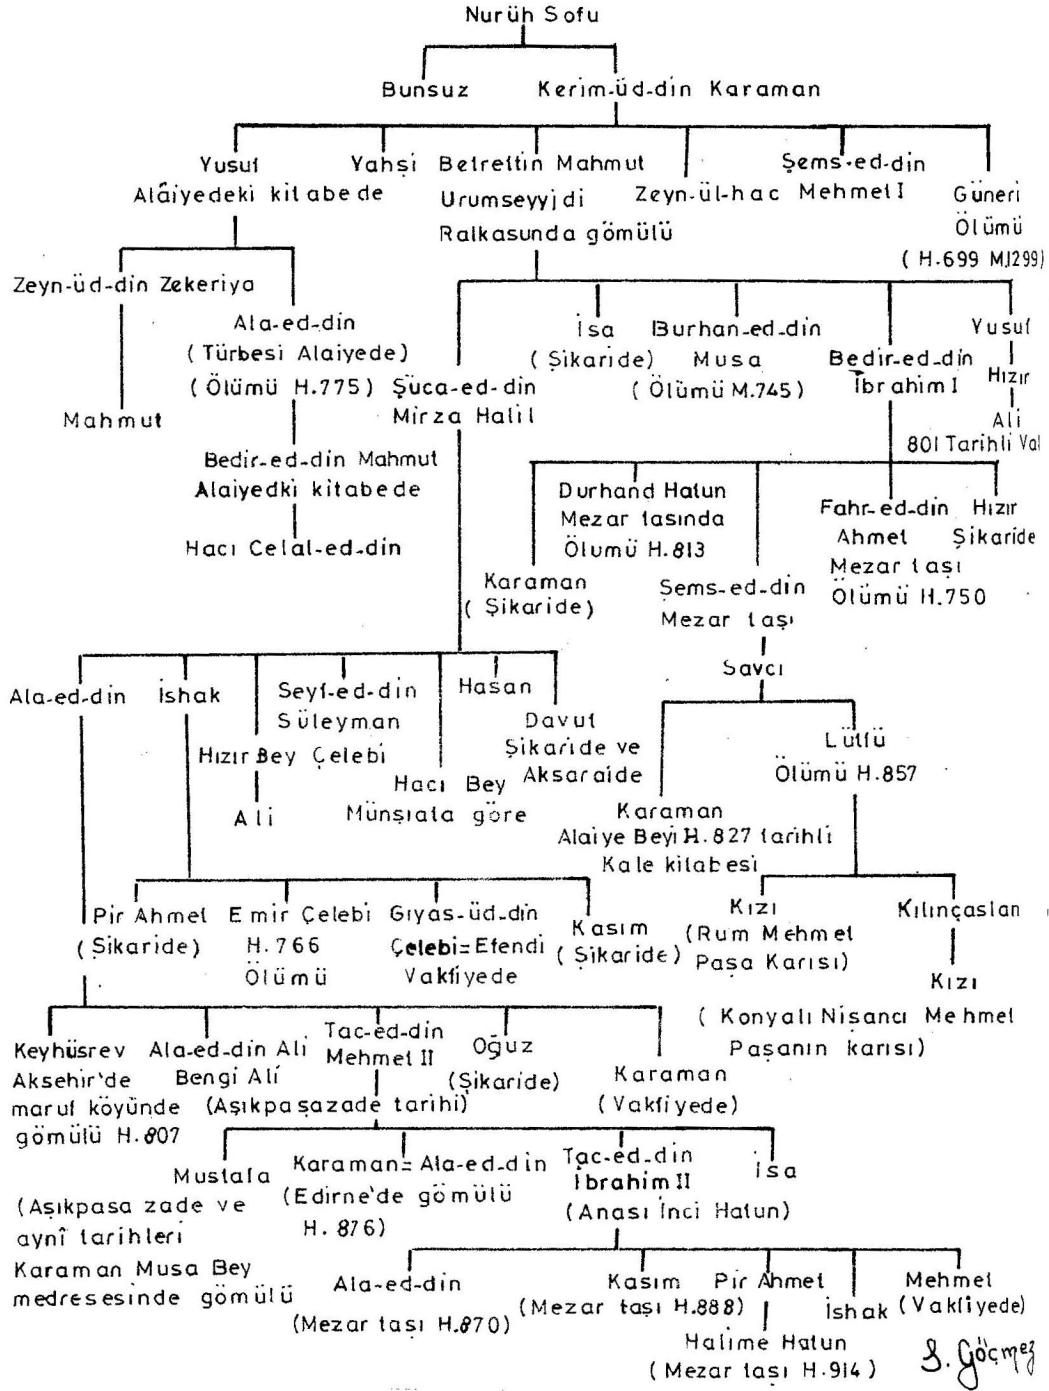 Nurüh Sofu
Bunsuz
Kerim-üd-din Karaman
Yusuf
Alâiyedeki kitabede
Yahşi
Betrettin Mahmut
Urumseyyidi
Ralkasunda gömülü
Zeyn-ül-hac
Şems-ed-din
Mehmet I
Güneri
Ölümü
(H.699 M.1299)
Zeyn-üd-din Zekeriya
Mahmut
Ala-ed-din
(Türbesi Alaiyede)
(Ölümü H.775)
Bedir-ed-din Mahmut
Alaiyedki kitabede
Hacı Celal-ed-din
Şüca-ed-din
Mirza Halil
İsa
(Şikaride)
Burhan-ed-din
Musa
(Ölümü M.745)
Bedir-ed-din
İbrahim I
Yusuf
Hızır
Ali
801 Tarihli Val
Karaman
(Şikaride)
Durhand Hatun
Mezar tasında
Ölumü H.813
Şems-ed-din
Mezar taşı
Fahr-ed-din
Ahmet
Mezar taşı
Ölümü H.750
Hızır
Şikaride
Savcı
Karaman
Alaiye Beyi H.827 tarihli
Kale kitabesi
Lütfü
Ölümü H.857
Kızı
(Rum Mehmet
Paşa Karısı)
Kılınçaslan
Kızı
(Konyalı Nişancı Mehmet
Paşanın karısı)
Ala-ed-din
İshak
Hızır Bey Çelebi
Ali
Seyf-ed-din
Süleyman
Hacı Bey
Münşıata göre
Hasan
Davut
Şikaride ve
Aksaraide
Pir Ahmet
(Şikaride)
Emir Çelebi
H.766
Ölümü
Gıyas-üd-din
Çelebi=Efendi
Vakfiyede
Kasım
(Şikaride)
Keyhüsrev
Aksehir'de
maruf köyünde
gömülü H.807
Ala-ed-din Ali
Bengi Ali
Tac-ed-din
Mehmet II
(Aşıkpaşazade tarihi)
Oğuz
(Şikaride)
Karaman
(Vakfiyede)
Mustafa
(Aşıkpasa zade ve
aynî tarihleri
Karaman Musa Bey
medresesinde gömülü
Karaman=Ala-ed-din
(Edirne'de gömülü
H. 876)
Tac-ed-din
İbrahim II
(Anası İnci Hatun)
İsa
Ala-ed-din
(Mezar taşı H.870)
Kasım
(Mezar taşı H.888)
Pir Ahmet
Halime Hatun
(Mezar taşı H.914)
İshak
Mehmet
(Vakfiyede)
S. Göçmez